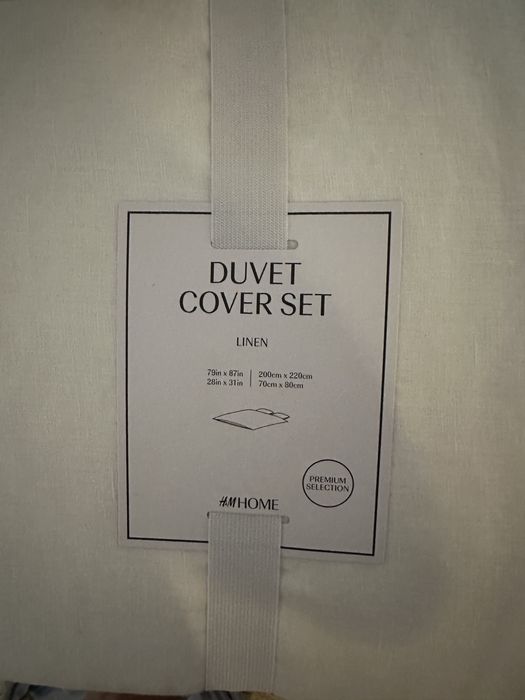 DUVET
COVER SET
LINEN
79in x 87in | 200cm x 220cm
28in x 31in | 70cm x 80cm
PREMIUM
SELECTION
H&M HOME